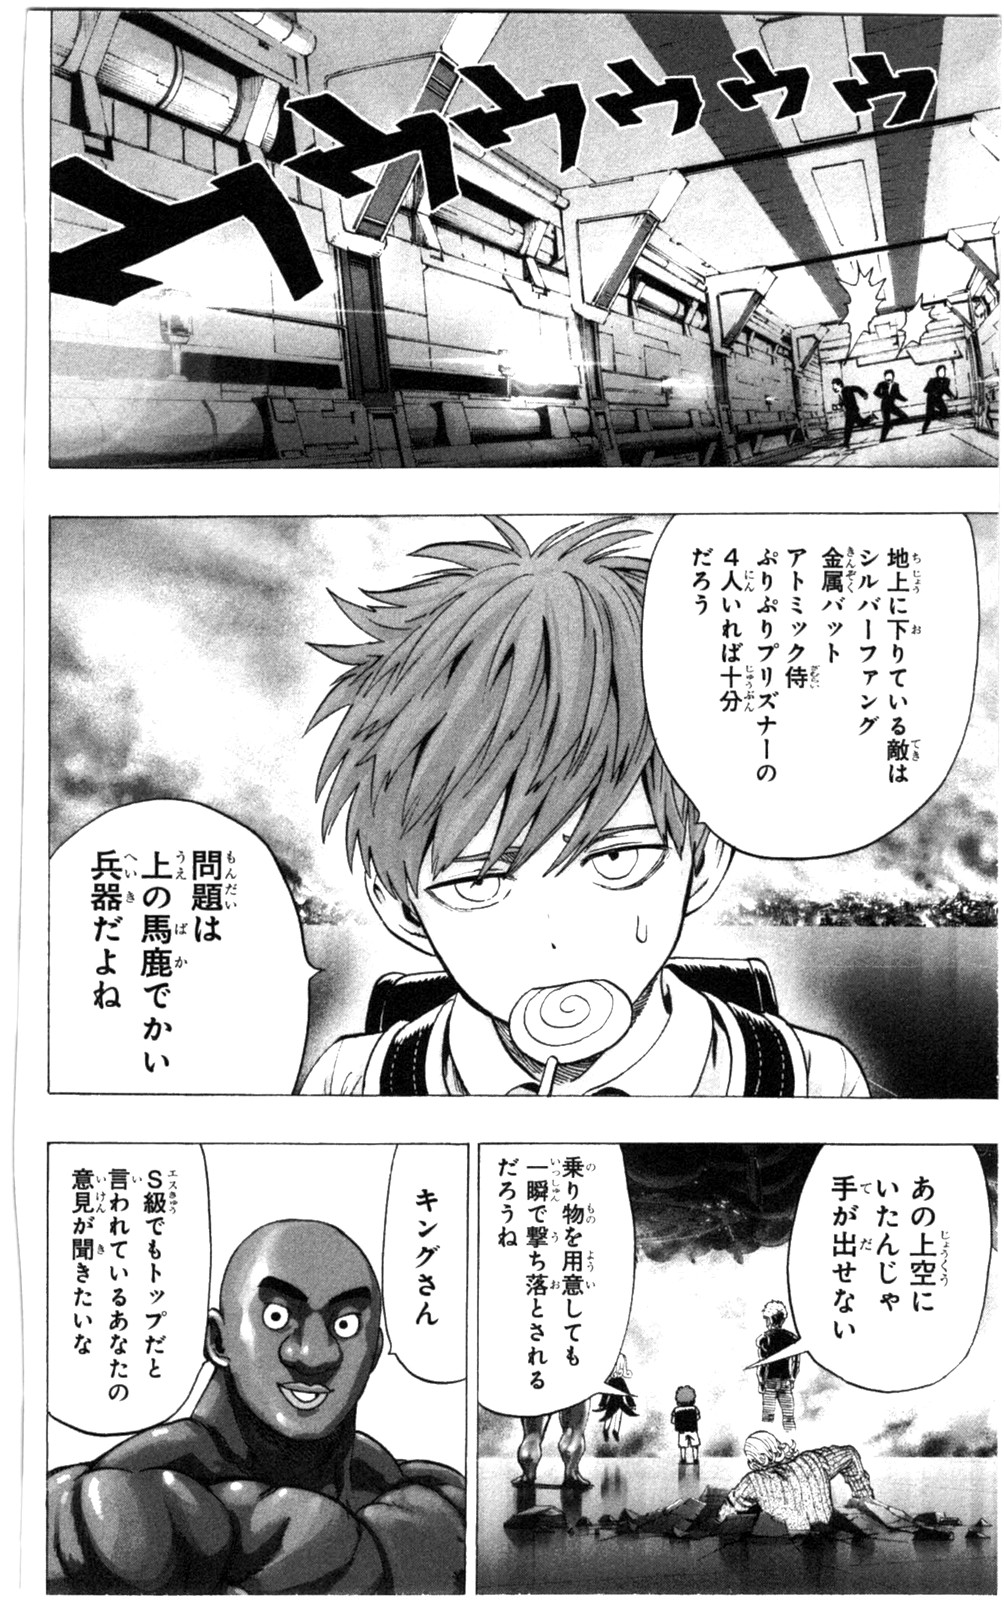 ウウウウウウ
地上に下りている敵は
シルバーファング
金属バット
アトミック侍
ぷりぷりプリズナーの
4人いれば十分
だろう
問題は
上の馬鹿でかい
兵器だよね
あの上空に
いたんじゃ
手が出せない
乗り物を用意しても
一瞬で撃ち落とされる
だろうね
キングさん
S級でもトップだと
言われているあなたの
意見が聞きたいな